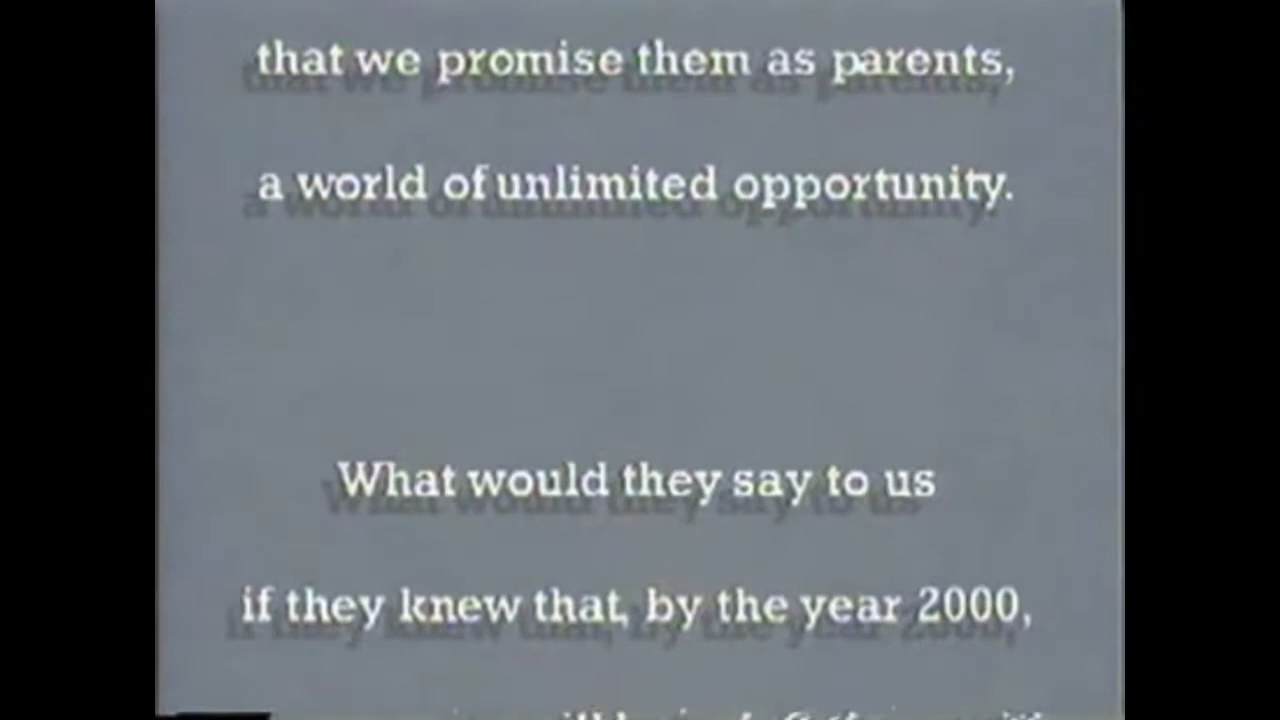 that we promise them as parents,
a world of unlimited opportunity.
What would they say to us
if they knew that, by the year 2000,